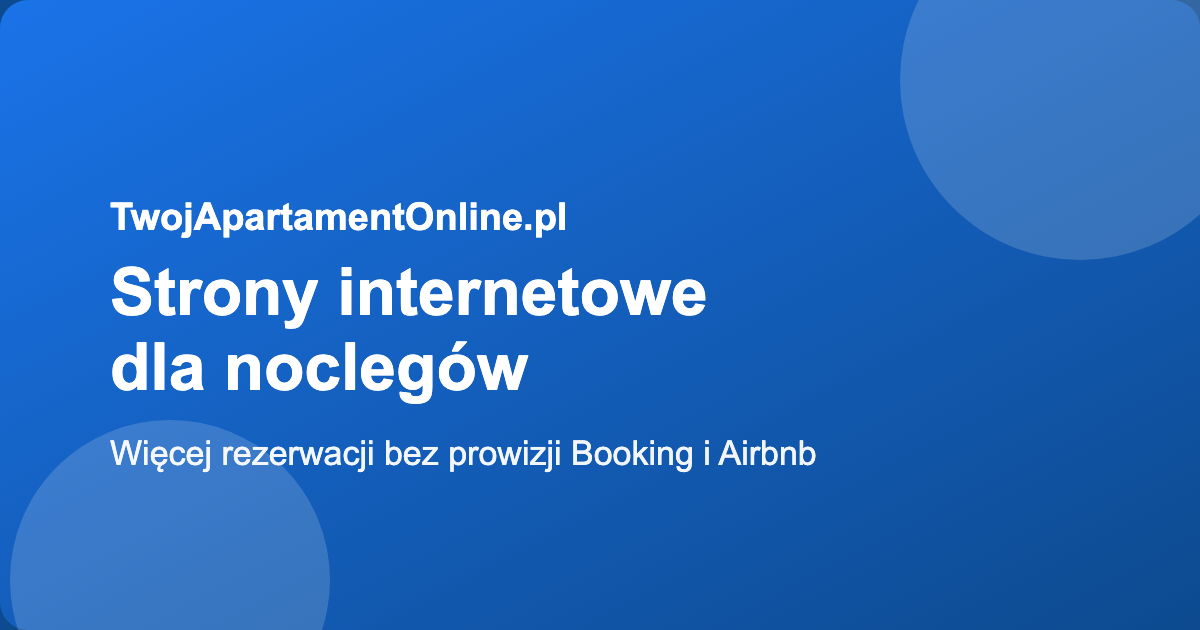 TwojApartamentOnline.pl
Strony internetowe
dla noclegów
Więcej rezerwacji bez prowizji Booking i Airbnb